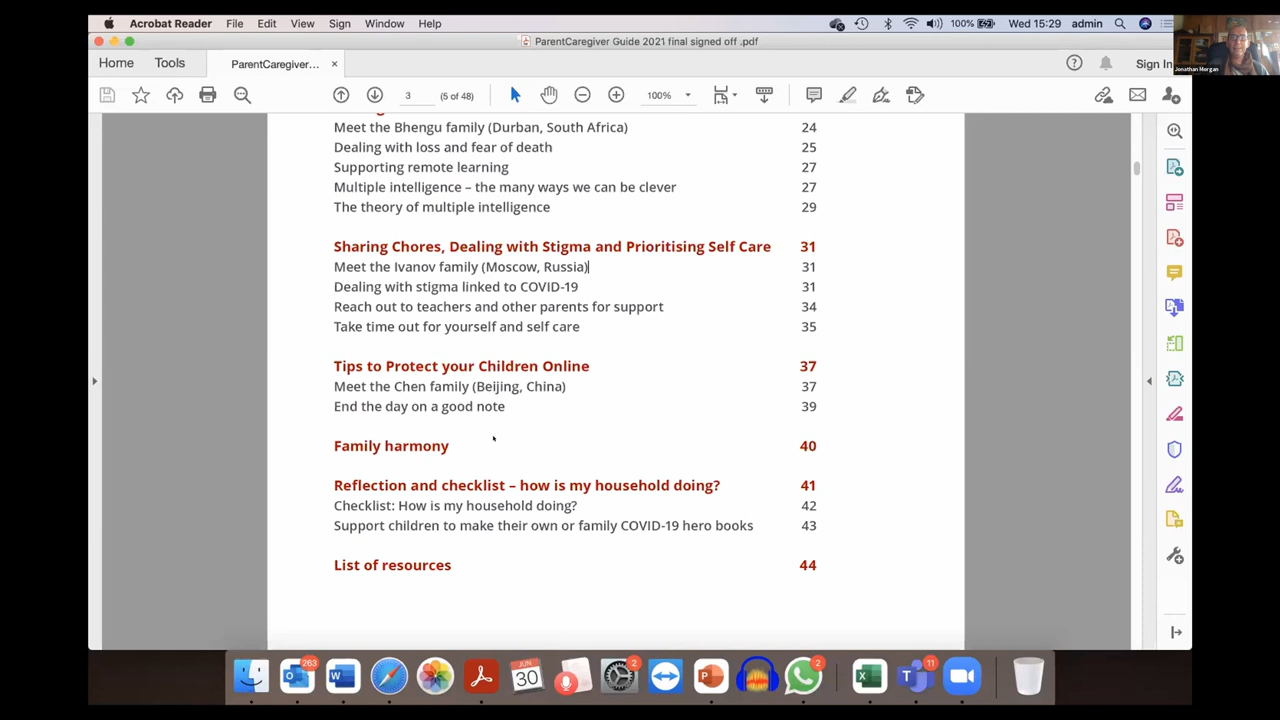 Acrobat Reader File Edit View Sign Window Help 100% Wed 15:29 admin
ParentCaregiver Guide 2021 final signed off .pdf
Home Tools ParentCaregiver... × Sign In
3 (5 of 48) 100%
Jonathan Morgan
Meet the Bhengu family (Durban, South Africa) 24
Dealing with loss and fear of death 25
Supporting remote learning 27
Multiple intelligence – the many ways we can be clever 27
The theory of multiple intelligence 29
Sharing Chores, Dealing with Stigma and Prioritising Self Care 31
Meet the Ivanov family (Moscow, Russia) 31
Dealing with stigma linked to COVID-19 31
Reach out to teachers and other parents for support 34
Take time out for yourself and self care 35
Tips to Protect your Children Online 37
Meet the Chen family (Beijing, China) 37
End the day on a good note 39
Family harmony 40
Reflection and checklist – how is my household doing? 41
Checklist: How is my household doing? 42
Support children to make their own or family COVID-19 hero books 43
List of resources 44
263 JUN 30 2 2 11